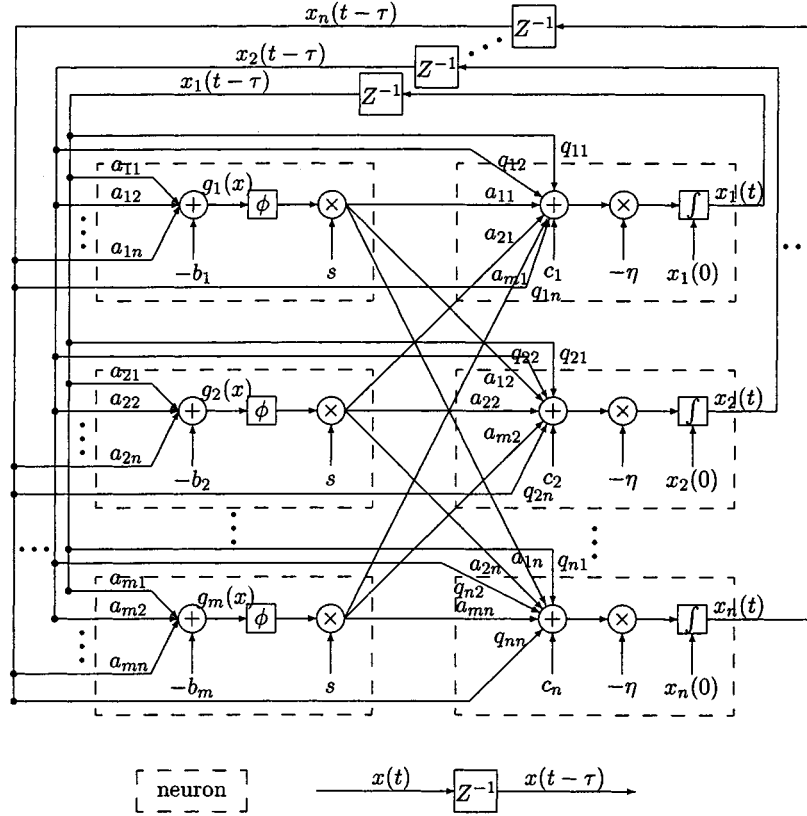 xₙ(t−τ) Z⁻¹
x₂(t−τ) Z⁻¹
x₁(t−τ) Z⁻¹
q₁₁
q₁₂
a₁₁ g₁(x) a₁₁ x₁(t)
a₁₂ + ϕ × + × ∫
a₂₁
a₁ₙ aₘ₁
−b₁ s c₁ −η x₁(0)
q₁ₙ
q₂₂ q₂₁
a₂₁ g₂(x) a₁₂ x₂(t)
a₂₂ + ϕ × a₂₂ + × ∫
aₘ₂
a₂ₙ
−b₂ s q₂ₙ c₂ −η x₂(0)
a₂ₙ a₁ₙ qₙ₁
aₘ₁ gₘ(x) qₙ₂ xₙ(t)
aₘ₂ + ϕ × aₘₙ + × ∫
aₘₙ qₙₙ
−bₘ s cₙ −η xₙ(0)
neuron x(t) Z⁻¹ x(t−τ)